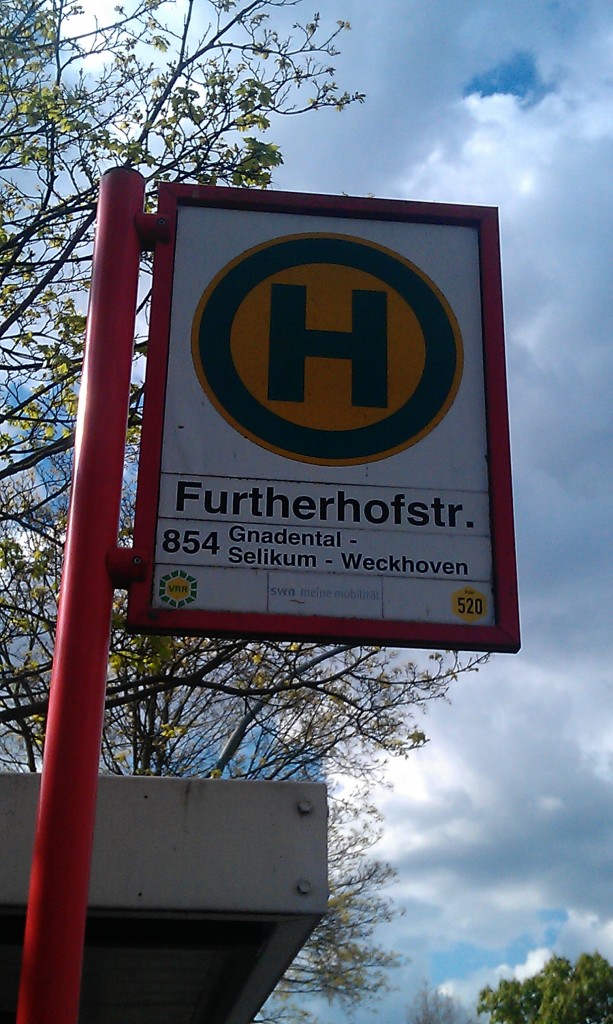 H
Furtherhofstr.
854 Gnadental -
Selikum - Weckhoven
VRR
swn meine mobilität
520